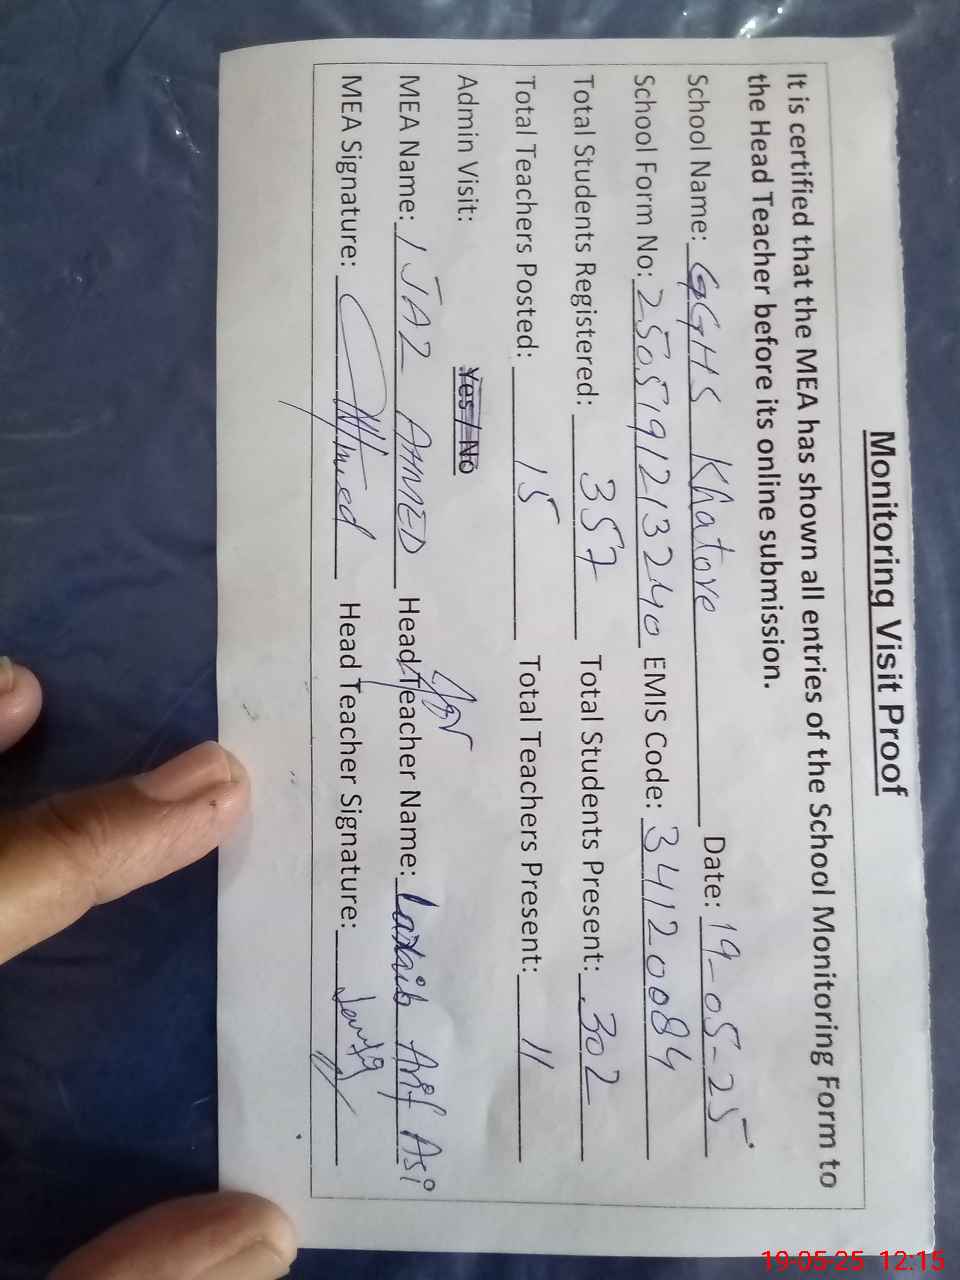 Monitoring Visit Proof
It is certified that the MEA has shown all entries of the School Monitoring Form to
the Head Teacher before its online submission.
School Name: GGHS Khatore Date: 19-05-25
School Form No: 2505191213240 EMIS Code: 34120084
Total Students Registered: 357 Total Students Present: 302
Total Teachers Posted: 15 Total Teachers Present: 11
Admin Visit: Yes / No
MEA Name: IJAZ AHMED Head Teacher Name: Arif Asi
MEA Signature: Ahmed Head Teacher Signature:
19-05-25 12:15